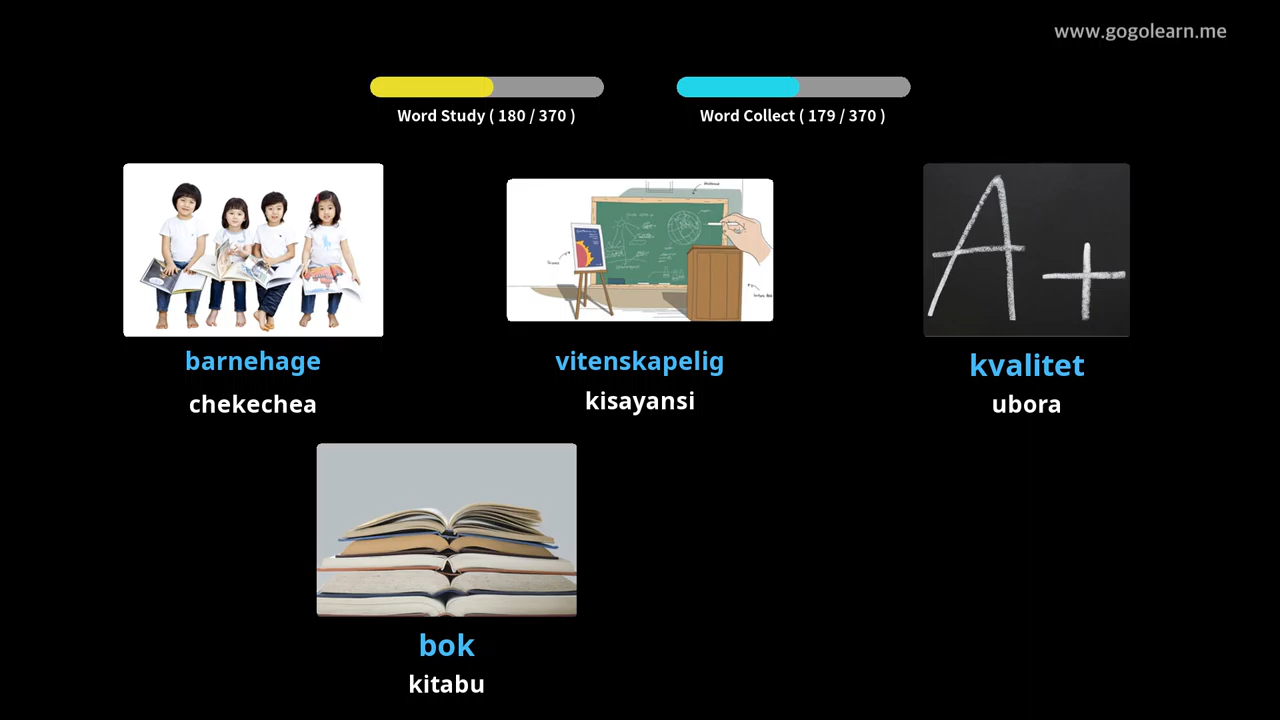 www.gogolearn.me
Word Study ( 180 / 370 )
Word Collect ( 179 / 370 )
A+
barnehage
vitenskapelig
kvalitet
chekechea
kisayansi
ubora
bok
kitabu